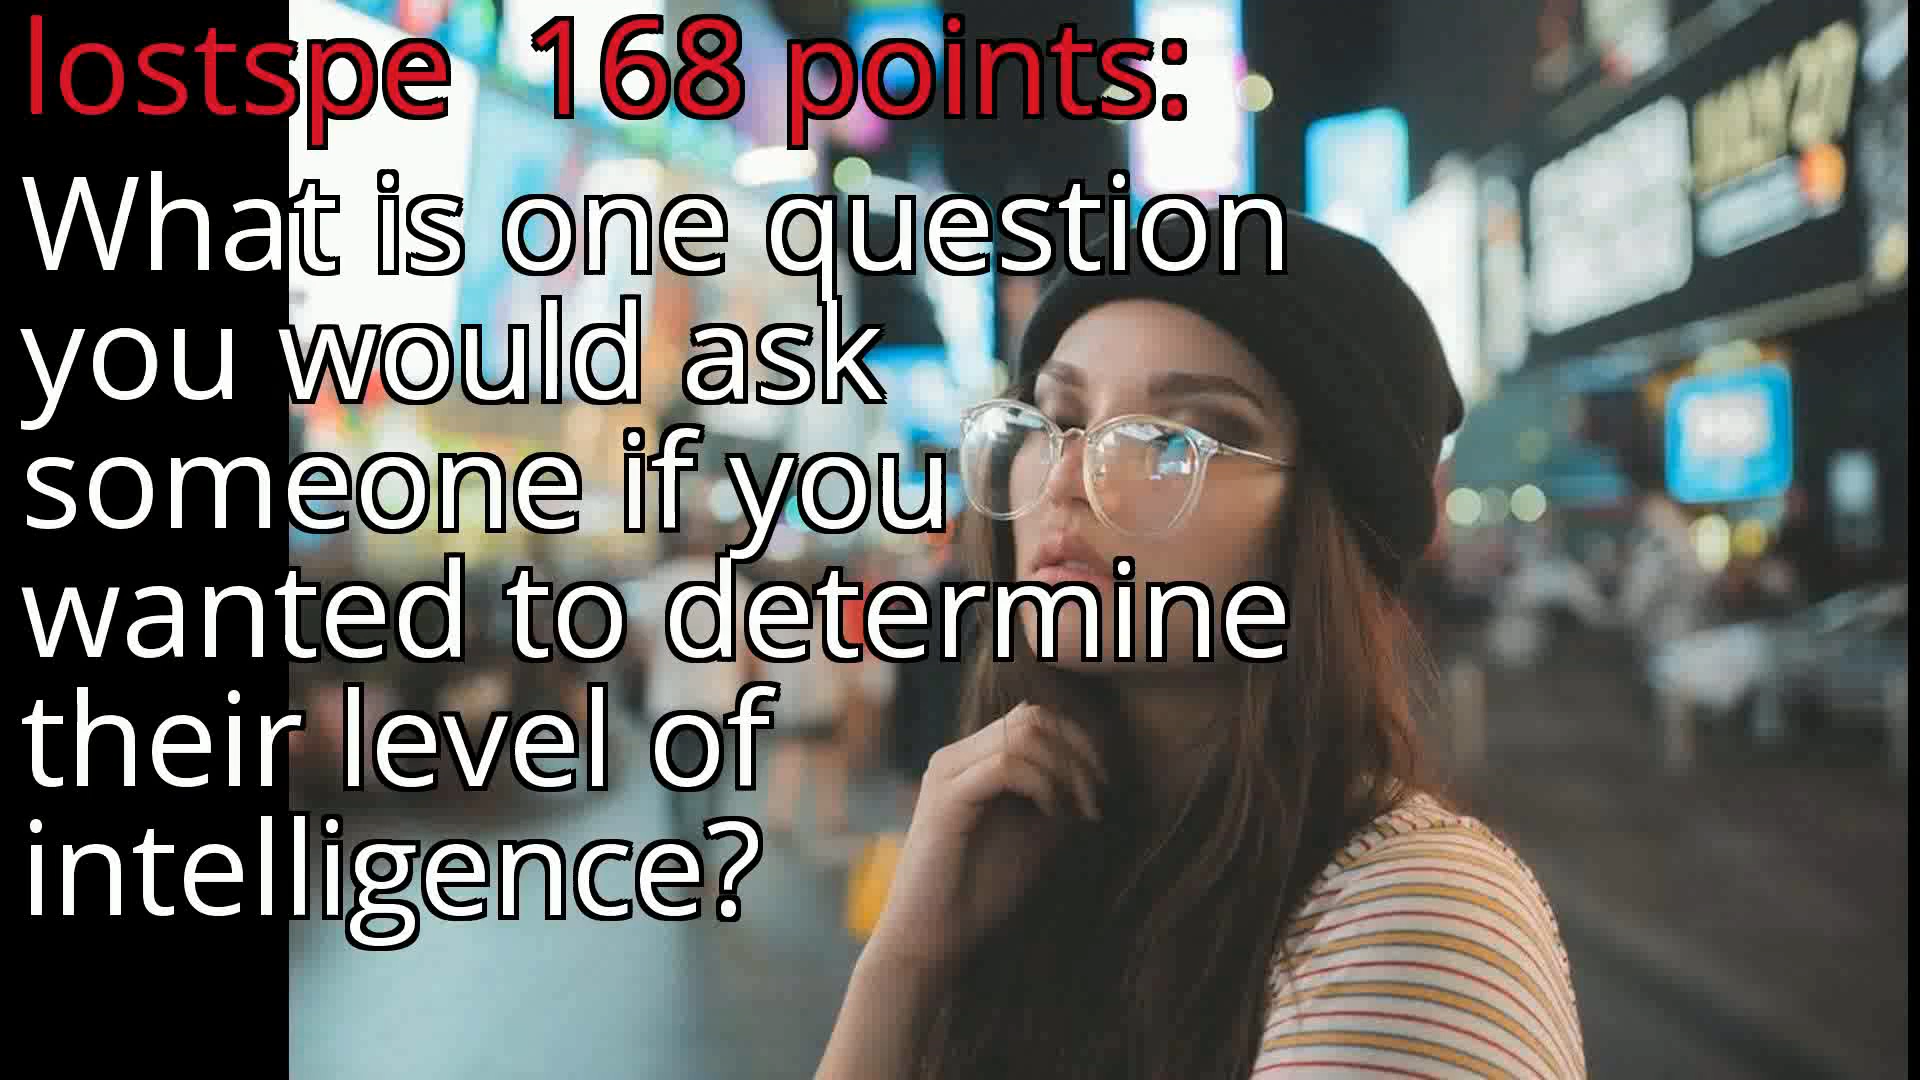 lostspe 168 points:
What is one question
you would ask
someone if you
wanted to determine
their level of
intelligence?